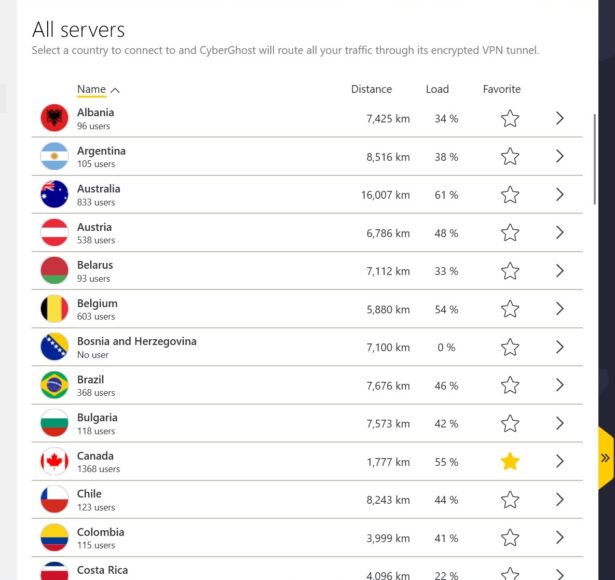 All servers
Select a country to connect to and CyberGhost will route all your traffic through its encrypted VPN tunnel.
Name Distance Load Favorite
Albania
96 users
7,425 km 34 %
Argentina
105 users
8,516 km 38 %
Australia
833 users
16,007 km 61 %
Austria
538 users
6,786 km 48 %
Belarus
93 users
7,112 km 33 %
Belgium
603 users
5,880 km 54 %
Bosnia and Herzegovina
No user
7,100 km 0 %
Brazil
368 users
7,676 km 46 %
Bulgaria
118 users
7,573 km 42 %
Canada
1368 users
1,777 km 55 %
Chile
123 users
8,243 km 44 %
Colombia
115 users
3,999 km 41 %
Costa Rica
4,096 km 22 %